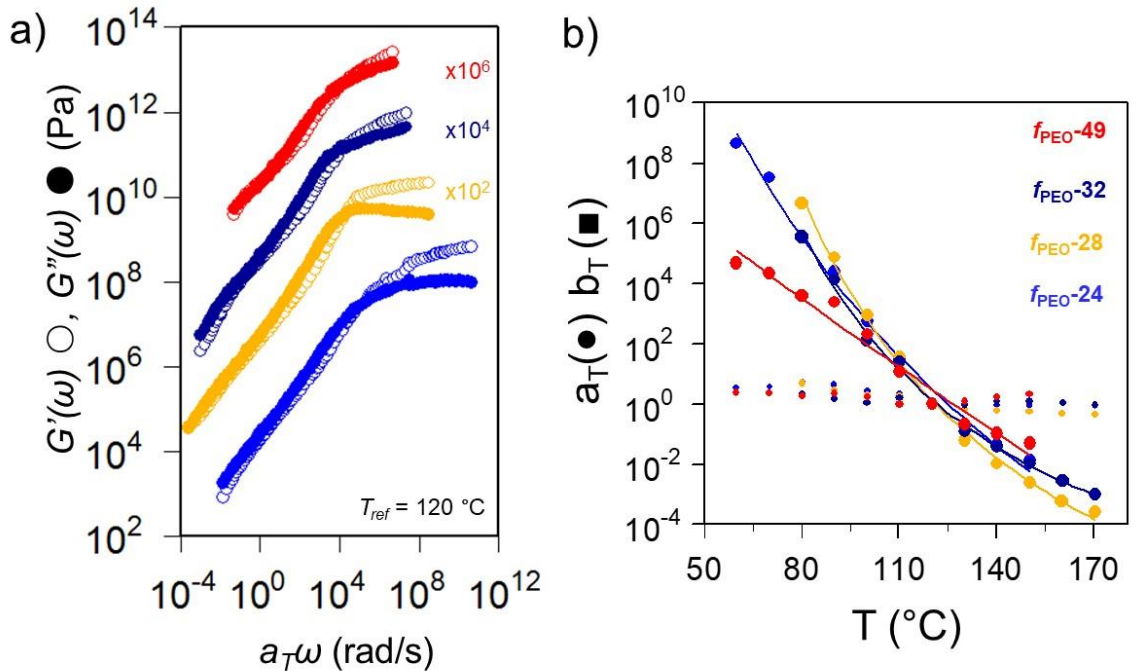 a)
G'(ω) ○, G''(ω) ● (Pa)
10^14
10^12
10^10
10^8
10^6
10^4
10^2
x10^6
x10^4
x10^2
T_ref = 120 °C
10^-4
10^0
10^4
10^8
10^12
a_Tω (rad/s)
b)
a_T(●) b_T (■)
10^10
10^8
10^6
10^4
10^2
10^0
10^-2
10^-4
f_PEO-49
f_PEO-32
f_PEO-28
f_PEO-24
50
80
110
140
170
T (°C)